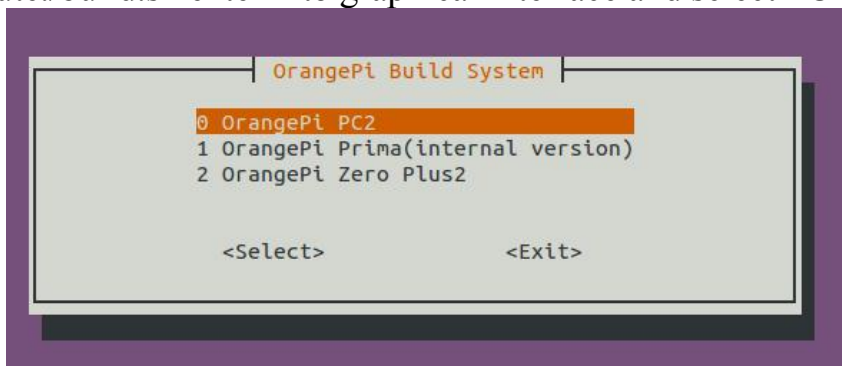 OrangePi Build System
0 OrangePi PC2
1 OrangePi Prima(internal version)
2 OrangePi Zero Plus2
<Select> <Exit>